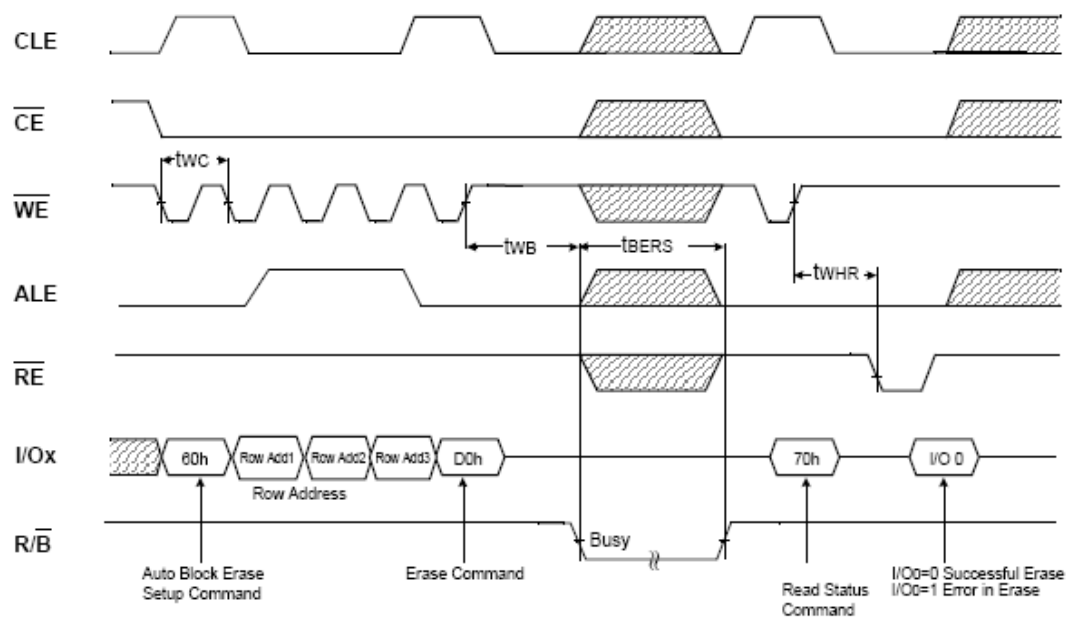 CLE
CE
tWC
WE
tWB
tBERS
tWHR
ALE
RE
I/Ox
60h
Row Add1
Row Add2
Row Add3
D0h
70h
I/O 0
Row Address
R/B
Busy
Auto Block Erase
Setup Command
Erase Command
Read Status
Command
I/O0=0 Successful Erase
I/O0=1 Error in Erase